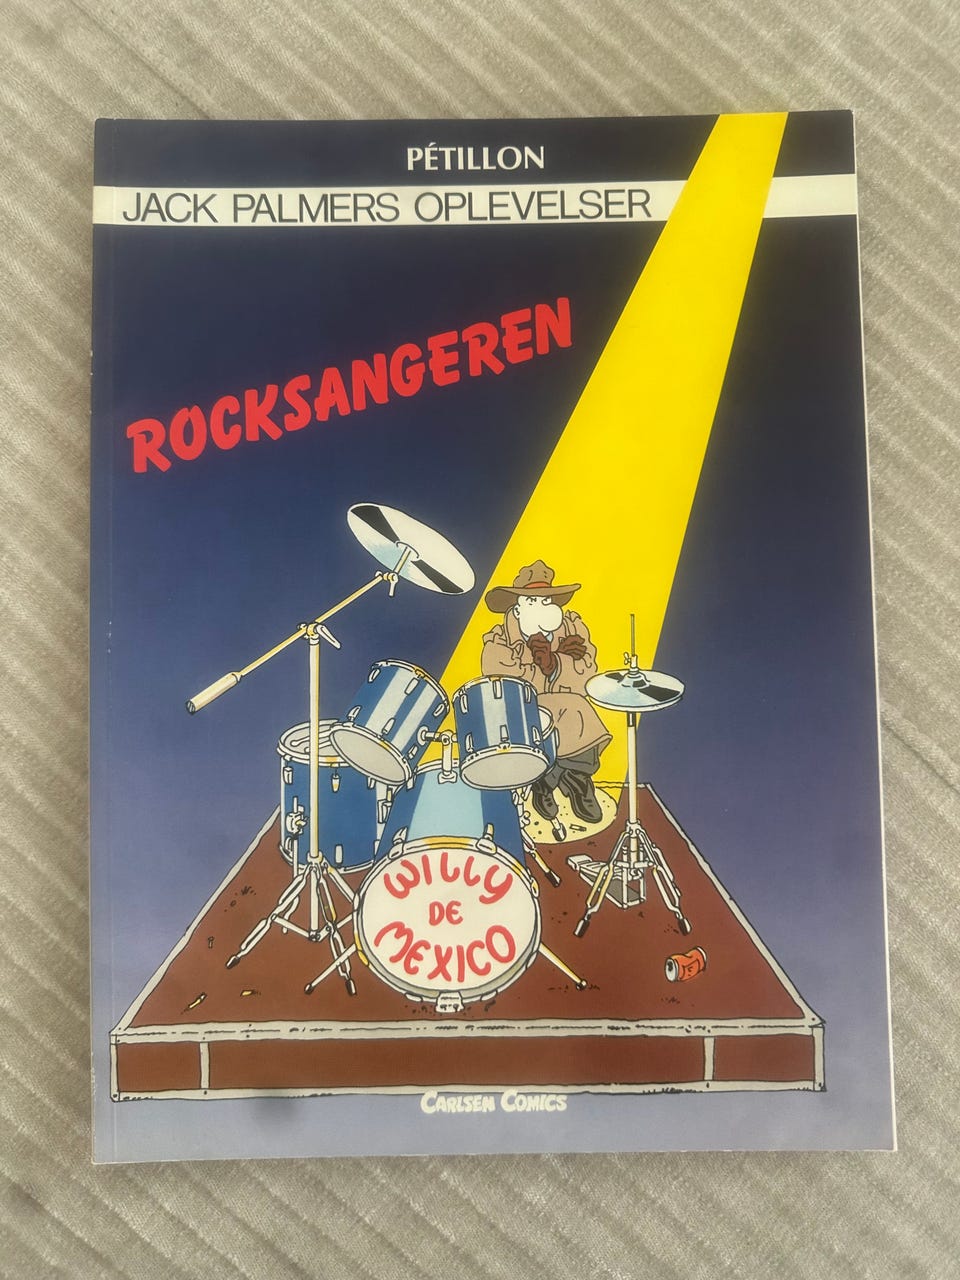 PÉTILLON
JACK PALMERS OPLEVELSER
ROCKSANGEREN
WILLY
DE
MEXICO
CARLSEN COMICS